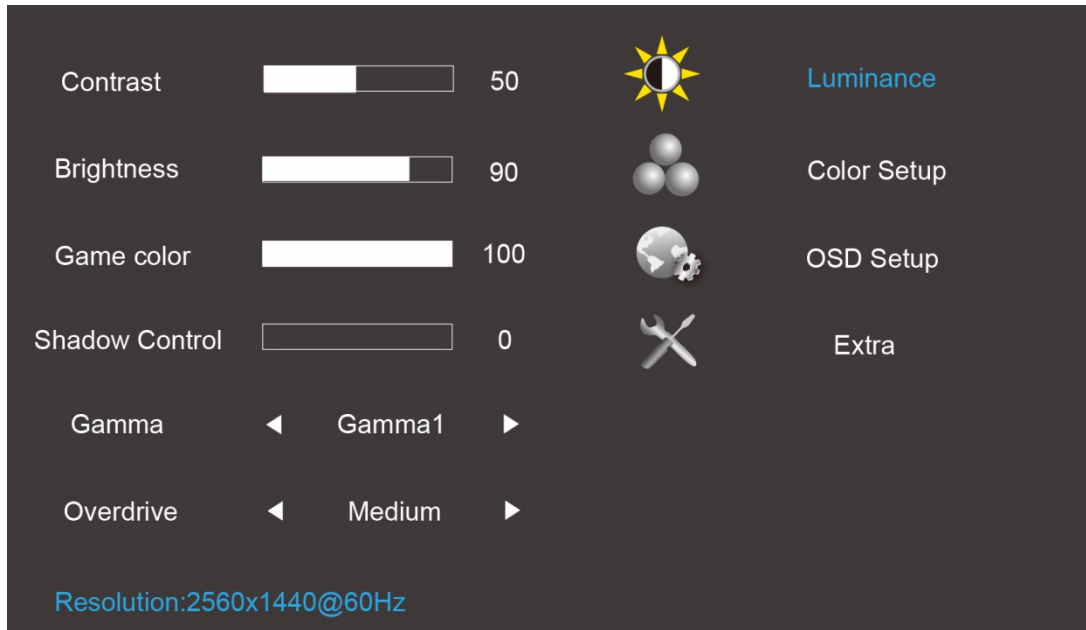 Contrast 50 Luminance
Brightness 90 Color Setup
Game color 100 OSD Setup
Shadow Control 0 Extra
Gamma Gamma1
Overdrive Medium
Resolution:2560x1440@60Hz